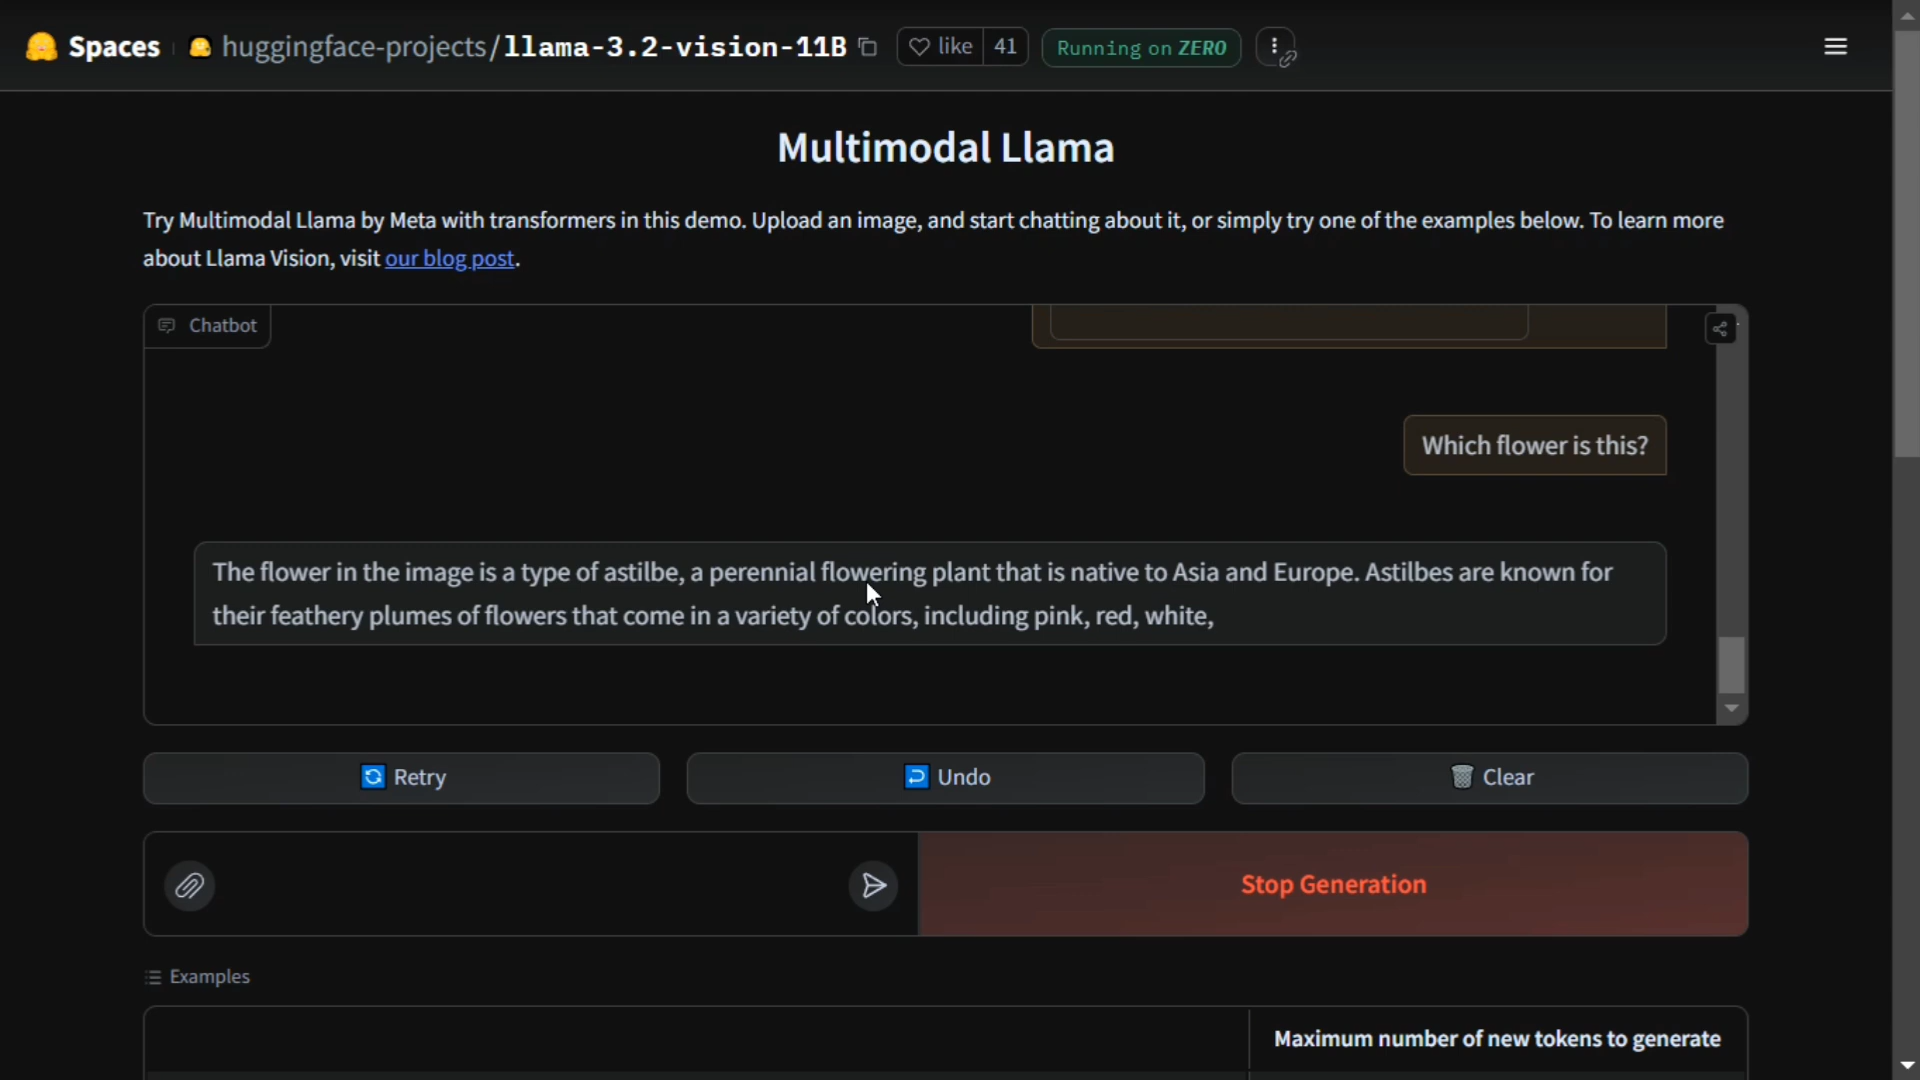 Spaces
huggingface-projects/llama-3.2-vision-11B
like 41
Running on ZERO
Multimodal Llama
Try Multimodal Llama by Meta with transformers in this demo. Upload an image, and start chatting about it, or simply try one of the examples below. To learn more
about Llama Vision, visit our blog post.
Chatbot
Which flower is this?
The flower in the image is a type of astilbe, a perennial flowering plant that is native to Asia and Europe. Astilbes are known for
their feathery plumes of flowers that come in a variety of colors, including pink, red, white,
Retry
Undo
Clear
Stop Generation
Examples
Maximum number of new tokens to generate